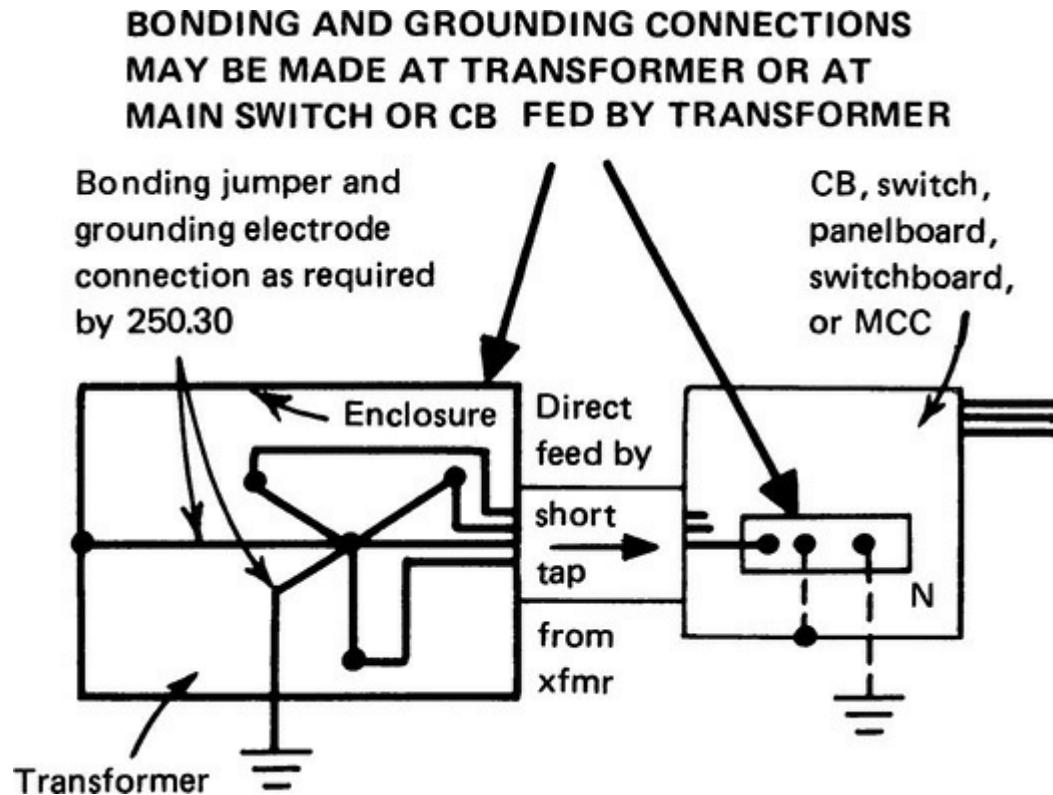 BONDING AND GROUNDING CONNECTIONS
MAY BE MADE AT TRANSFORMER OR AT
MAIN SWITCH OR CB FED BY TRANSFORMER
Bonding jumper and
grounding electrode
connection as required
by 250.30
CB, switch,
panelboard,
switchboard,
or MCC
Enclosure
Direct
feed by
short
tap
from
xfmr
N
Transformer